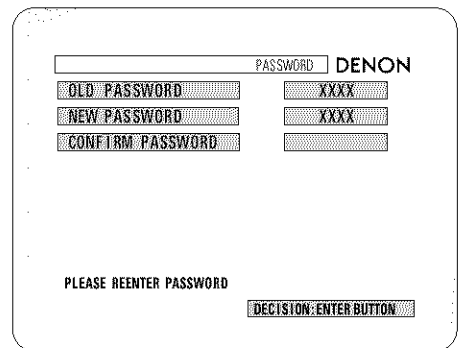 PASSWORD DENON
OLD PASSWORD XXXX
NEW PASSWORD XXXX
CONFIRM PASSWORD
PLEASE REENTER PASSWORD
DECISION:ENTER BUTTON